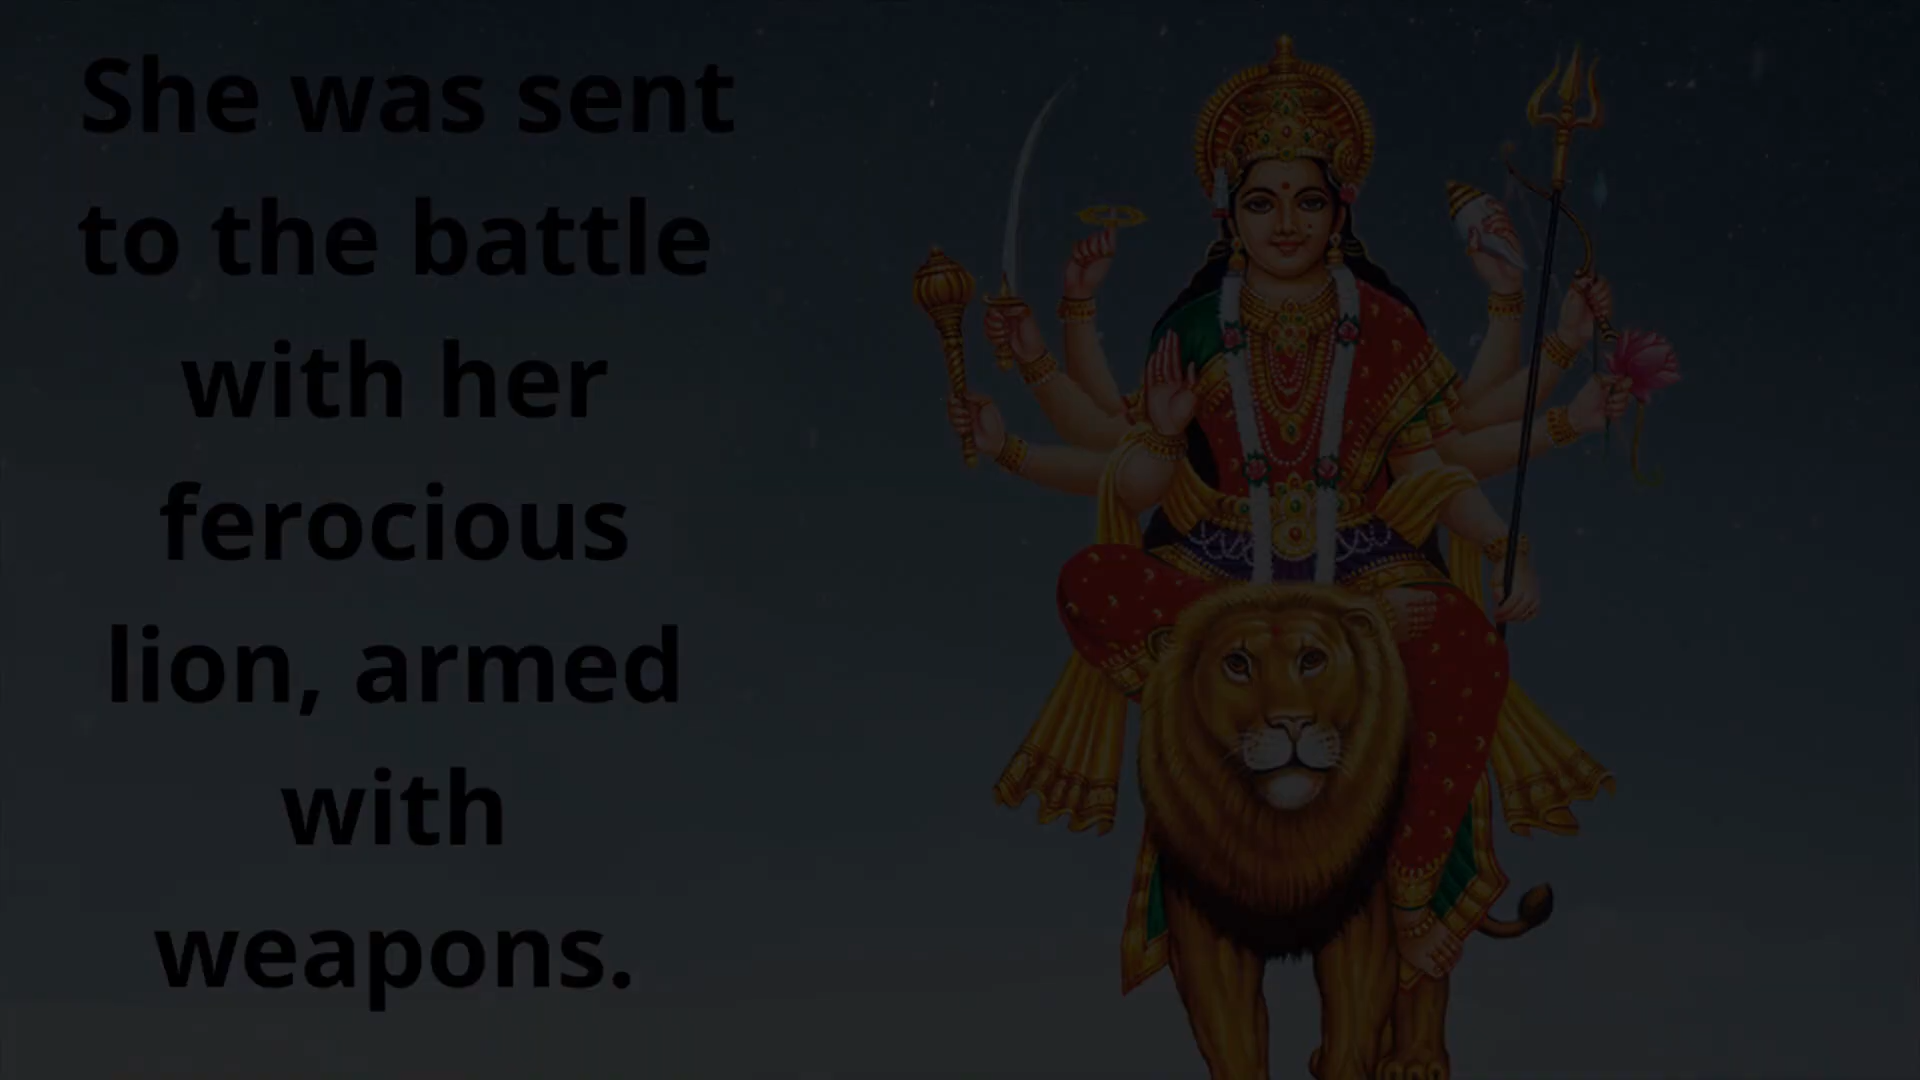 She was sent
to the battle
with her
ferocious
lion, armed
with
weapons.